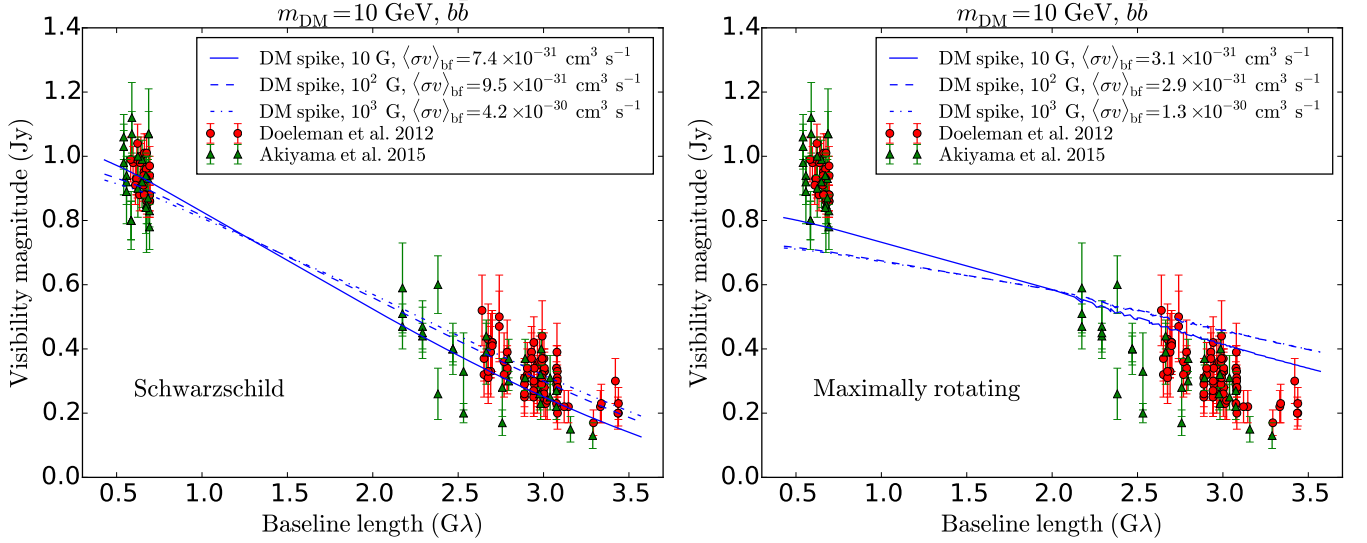 m_DM=10 GeV, bb
DM spike, 10 G, ⟨σv⟩_bf=7.4×10^−31 cm^3 s^−1
DM spike, 10^2 G, ⟨σv⟩_bf=9.5×10^−31 cm^3 s^−1
DM spike, 10^3 G, ⟨σv⟩_bf=4.2×10^−30 cm^3 s^−1
Doeleman et al. 2012
Akiyama et al. 2015
Schwarzschild
Visibility magnitude (Jy)
1.4
1.2
1.0
0.8
0.6
0.4
0.2
0.0
0.5 1.0 1.5 2.0 2.5 3.0 3.5
Baseline length (Gλ)
m_DM=10 GeV, bb
DM spike, 10 G, ⟨σv⟩_bf=3.1×10^−31 cm^3 s^−1
DM spike, 10^2 G, ⟨σv⟩_bf=2.9×10^−31 cm^3 s^−1
DM spike, 10^3 G, ⟨σv⟩_bf=1.3×10^−30 cm^3 s^−1
Doeleman et al. 2012
Akiyama et al. 2015
Maximally rotating
Visibility magnitude (Jy)
1.4
1.2
1.0
0.8
0.6
0.4
0.2
0.0
0.5 1.0 1.5 2.0 2.5 3.0 3.5
Baseline length (Gλ)